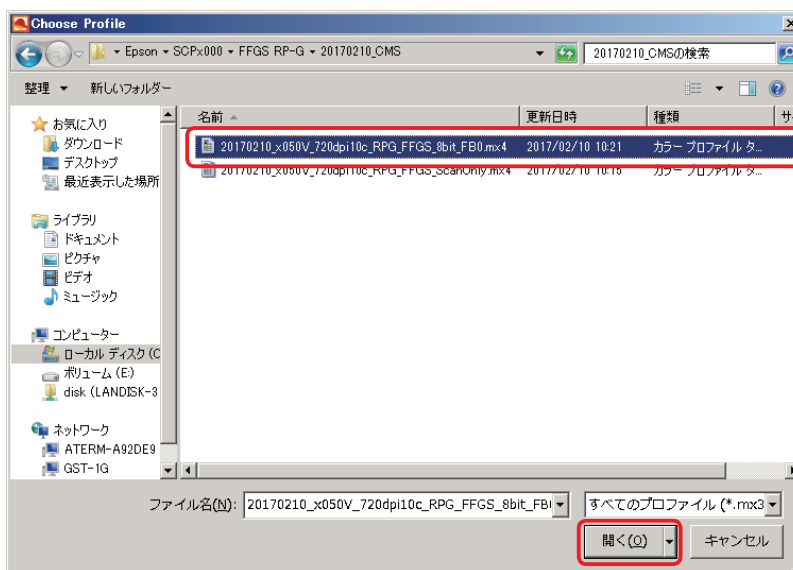 Choose Profile
Epson SCPx000 FFGS RP-G 20170210_CMS
20170210_CMSの検索
整理 新しいフォルダー
名前 更新日時 種類 サ
20170210_x050V_720dpi10c_RPG_FFGS_8bit_FB0.mx4 2017/02/10 10:21 カラー プロファイル タ...
20170210_x050V_720dpi10c_RPG_FFGS_ScanOnly.mx4 2017/02/10 10:15 カラー プロファイル タ...
お気に入り
ダウンロード
デスクトップ
最近表示した場所
ライブラリ
ドキュメント
ピクチャ
ビデオ
ミュージック
コンピューター
ローカル ディスク (C
ボリューム (E:)
disk (LANDISK-3
ネットワーク
ATERM-A92DE9
GST-1G
ファイル名(N): 20170210_x050V_720dpi10c_RPG_FFGS_8bit_FB すべてのプロファイル (*.mx3
開く(O) キャンセル